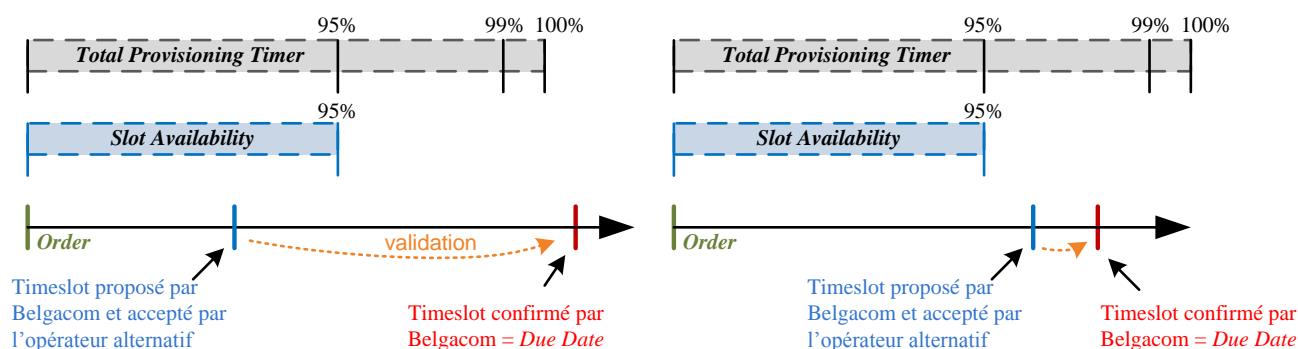 95%
99%
100%
Total Provisioning Timer
95%
Slot Availability
Order
validation
Timeslot proposé par
Belgacom et accepté par
l'opérateur alternatif
Timeslot confirmé par
Belgacom = Due Date
95%
99%
100%
Total Provisioning Timer
95%
Slot Availability
Order
Timeslot proposé par
Belgacom et accepté par
l'opérateur alternatif
Timeslot confirmé par
Belgacom = Due Date